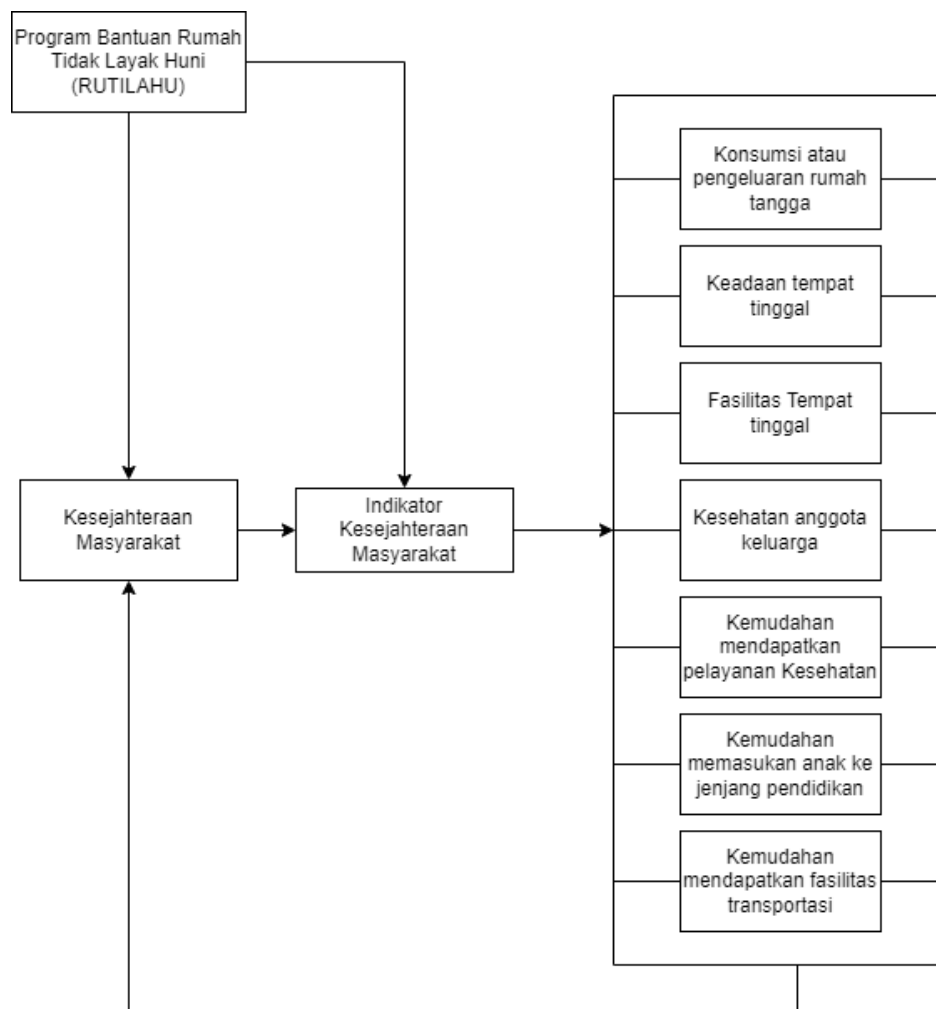 Program Bantuan Rumah
Tidak Layak Huni
(RUTILAHU)
Kesejahteraan
Masyarakat
Indikator
Kesejahteraan
Masyarakat
Konsumsi atau
pengeluaran rumah
tangga
Keadaan tempat
tinggal
Fasilitas Tempat
tinggal
Kesehatan anggota
keluarga
Kemudahan
mendapatkan
pelayanan Kesehatan
Kemudahan
memasukan anak ke
jenjang pendidikan
Kemudahan
mendapatkan fasilitas
transportasi